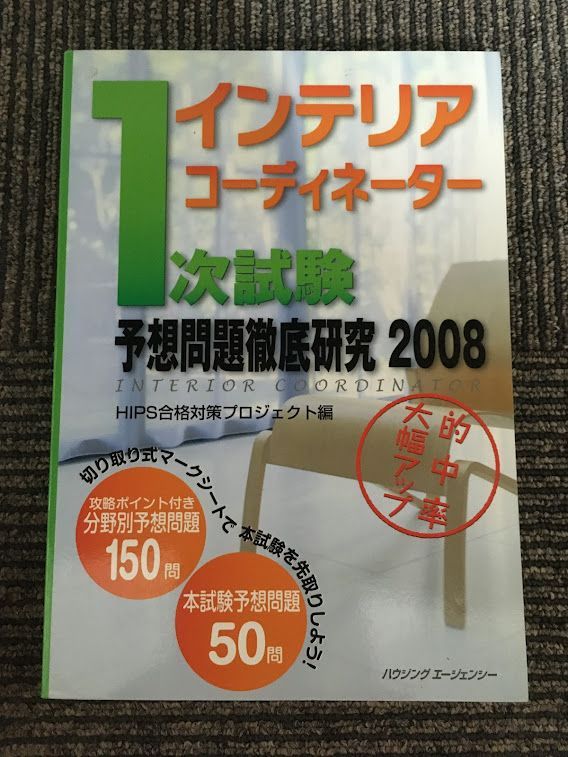 インテリア
コーディネーター
1次試験
予想問題徹底研究 2008
INTERIOR COORDINATOR
HIPS合格対策プロジェクト編
的中率
大幅アップ
切り取り式マークシートで 本試験を先取りしよう!
攻略ポイント付き
分野別予想問題
150問
本試験予想問題
50問
ハウジング エージェンシー